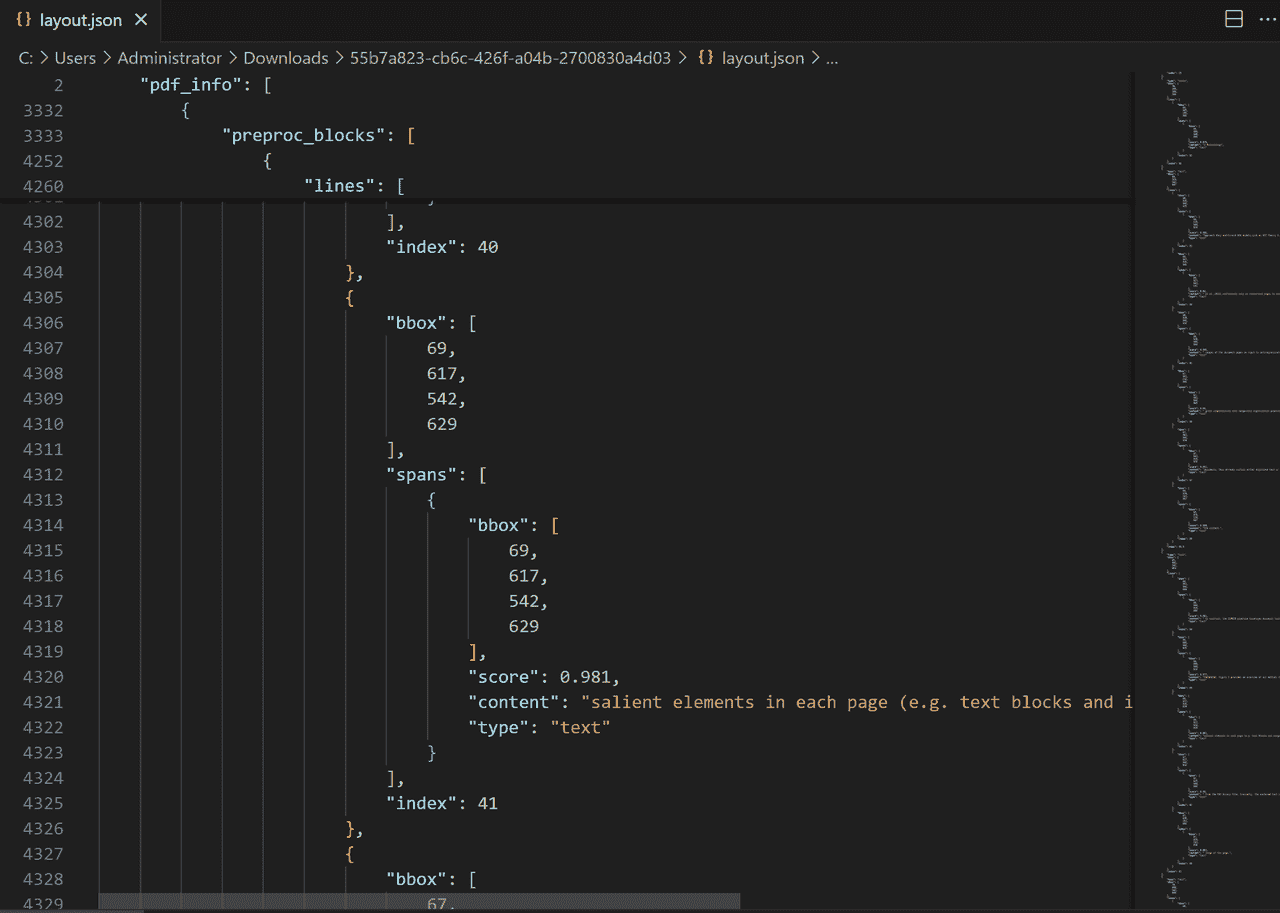 {} layout.json ×
C: > Users > Administrator > Downloads > 55b7a823-cb6c-426f-a04b-2700830a4d03 > {} layout.json > ...
2 "pdf_info": [
3332 {
3333 "preproc_blocks": [
4252 {
4260 "lines": [
4302 ],
4303 "index": 40
4304 },
4305 {
4306 "bbox": [
4307 69,
4308 617,
4309 542,
4310 629
4311 ],
4312 "spans": [
4313 {
4314 "bbox": [
4315 69,
4316 617,
4317 542,
4318 629
4319 ],
4320 "score": 0.981,
4321 "content": "salient elements in each page (e.g. text blocks and i
4322 "type": "text"
4323 }
4324 ],
4325 "index": 41
4326 },
4327 {
4328 "bbox": [
4329 67,